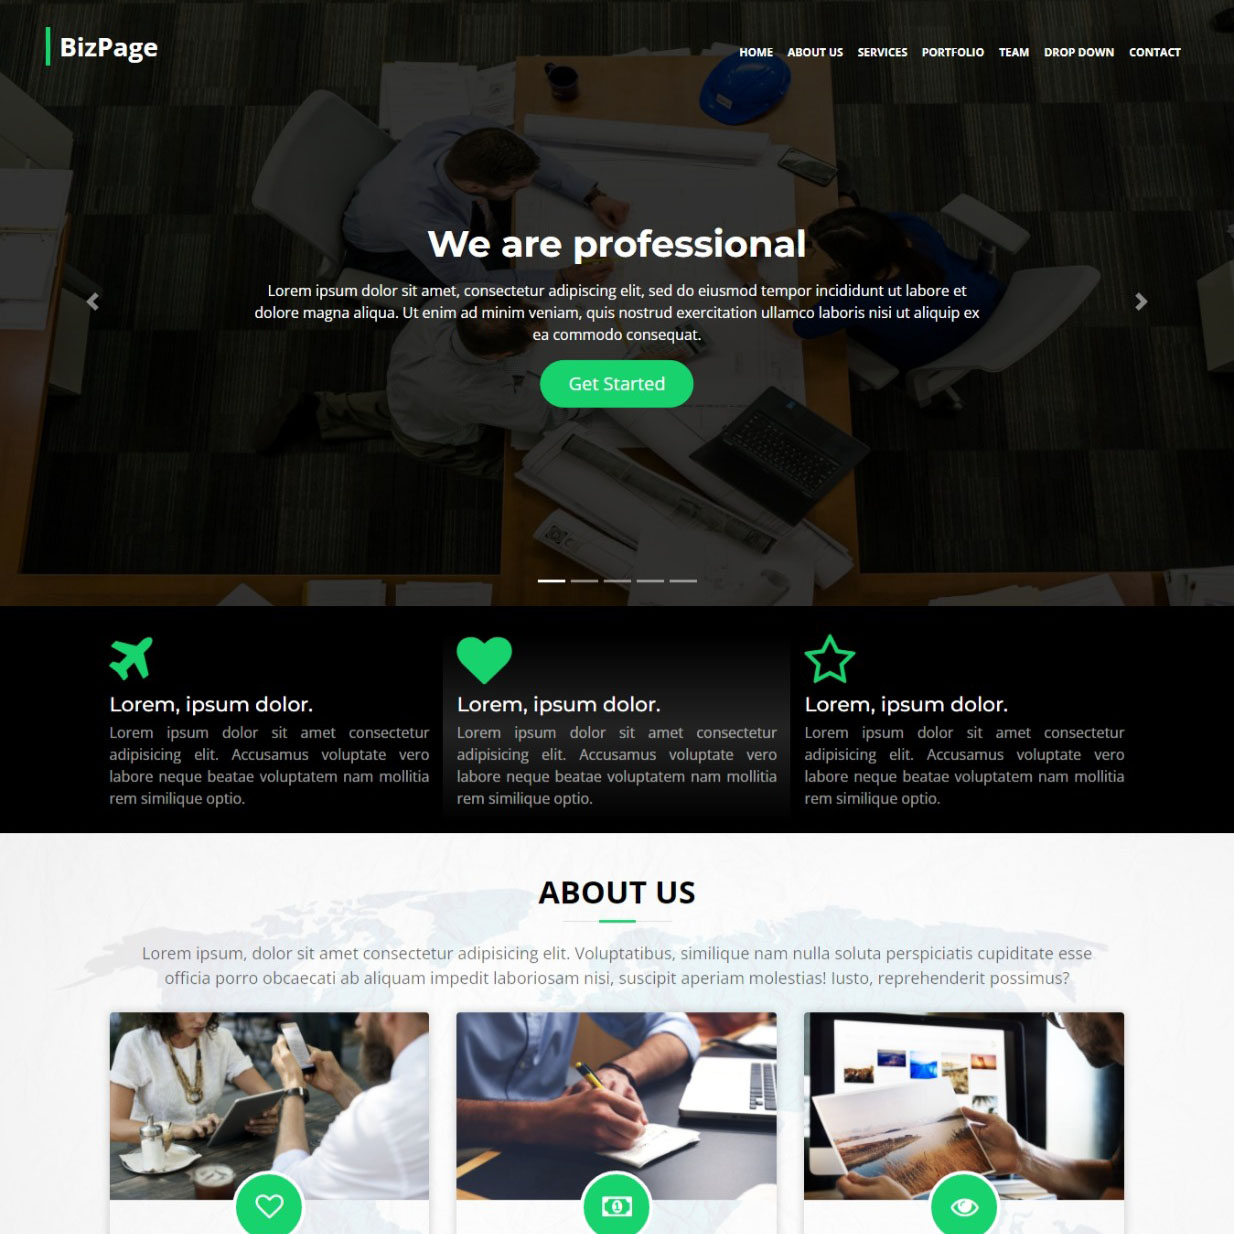 BizPage
HOME ABOUT US SERVICES PORTFOLIO TEAM DROP DOWN CONTACT
We are professional
Lorem ipsum dolor sit amet, consectetur adipiscing elit, sed do eiusmod tempor incididunt ut labore et
dolore magna aliqua. Ut enim ad minim veniam, quis nostrud exercitation ullamco laboris nisi ut aliquip ex
ea commodo consequat.
Get Started
Lorem, ipsum dolor.
Lorem ipsum dolor sit amet consectetur
adipisicing elit. Accusamus voluptate vero
labore neque beatae voluptatem nam mollitia
rem similique optio.
Lorem, ipsum dolor.
Lorem ipsum dolor sit amet consectetur
adipisicing elit. Accusamus voluptate vero
labore neque beatae voluptatem nam mollitia
rem similique optio.
Lorem, ipsum dolor.
Lorem ipsum dolor sit amet consectetur
adipisicing elit. Accusamus voluptate vero
labore neque beatae voluptatem nam mollitia
rem similique optio.
ABOUT US
Lorem ipsum, dolor sit amet consectetur adipisicing elit. Voluptatibus, similique nam nulla soluta perspiciatis cupiditate esse
officia porro obcaecati ab aliquam impedit laboriosam nisi, suscipit aperiam molestias! Iusto, reprehenderit possimus?